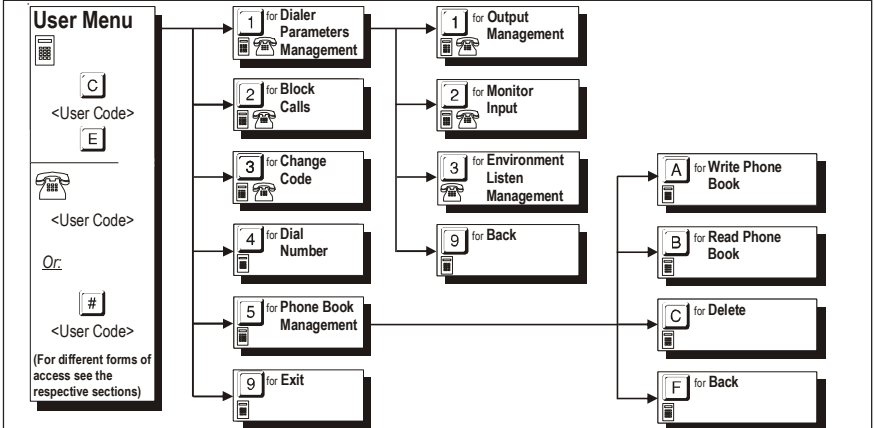 User Menu
C
<User Code>
E
<User Code>
Or:
#
<User Code>
(For different forms of
access see the
respective sections)
1 for Dialer
Parameters
Management
2 for Block
Calls
3 for Change
Code
4 for Dial
Number
5 for Phone Book
Management
9 for Exit
1 for Output
Management
2 for Monitor
Input
3 for Environment
Listen
Management
9 for Back
A for Write Phone
Book
B for Read Phone
Book
C for Delete
F for Back